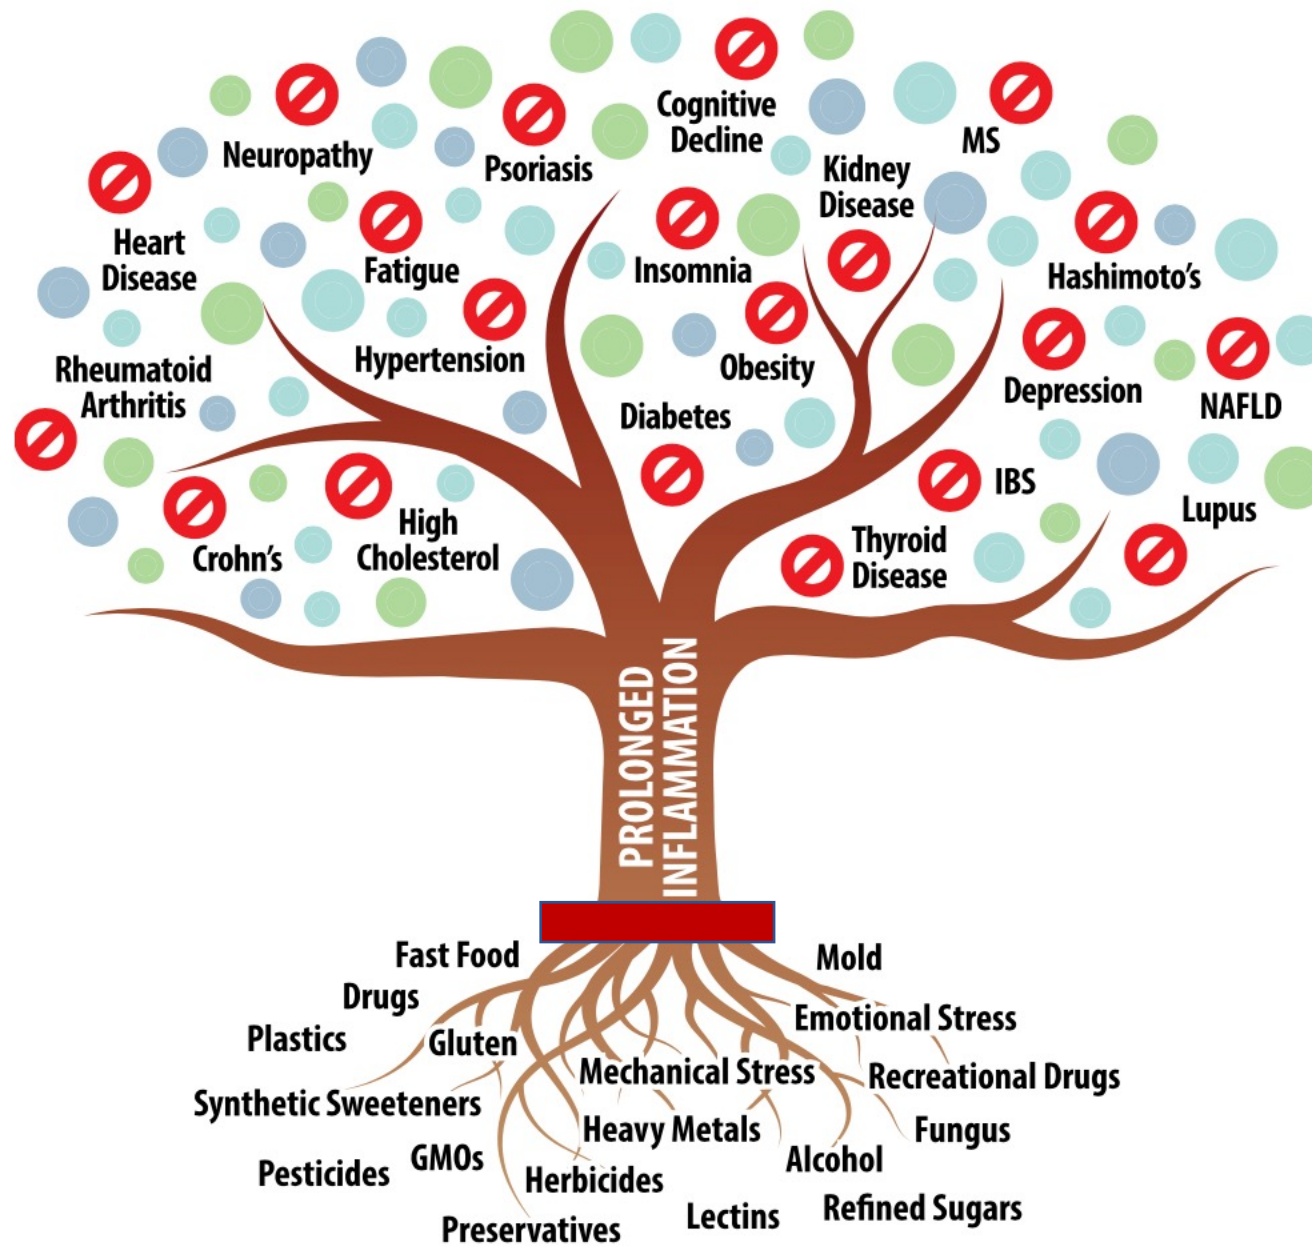 Cognitive
Decline
MS
Neuropathy
Psoriasis
Kidney
Disease
Heart
Disease
Fatigue
Insomnia
Hashimoto's
Hypertension
Obesity
Rheumatoid
Arthritis
Depression
NAFLD
Diabetes
IBS
Lupus
High
Cholesterol
Crohn's
Thyroid
Disease
PROLONGED
INFLAMMATION
Fast Food
Mold
Drugs
Emotional Stress
Plastics
Gluten
Mechanical Stress
Recreational Drugs
Synthetic Sweeteners
Heavy Metals
Fungus
GMOs
Alcohol
Pesticides
Herbicides
Lectins
Refined Sugars
Preservatives